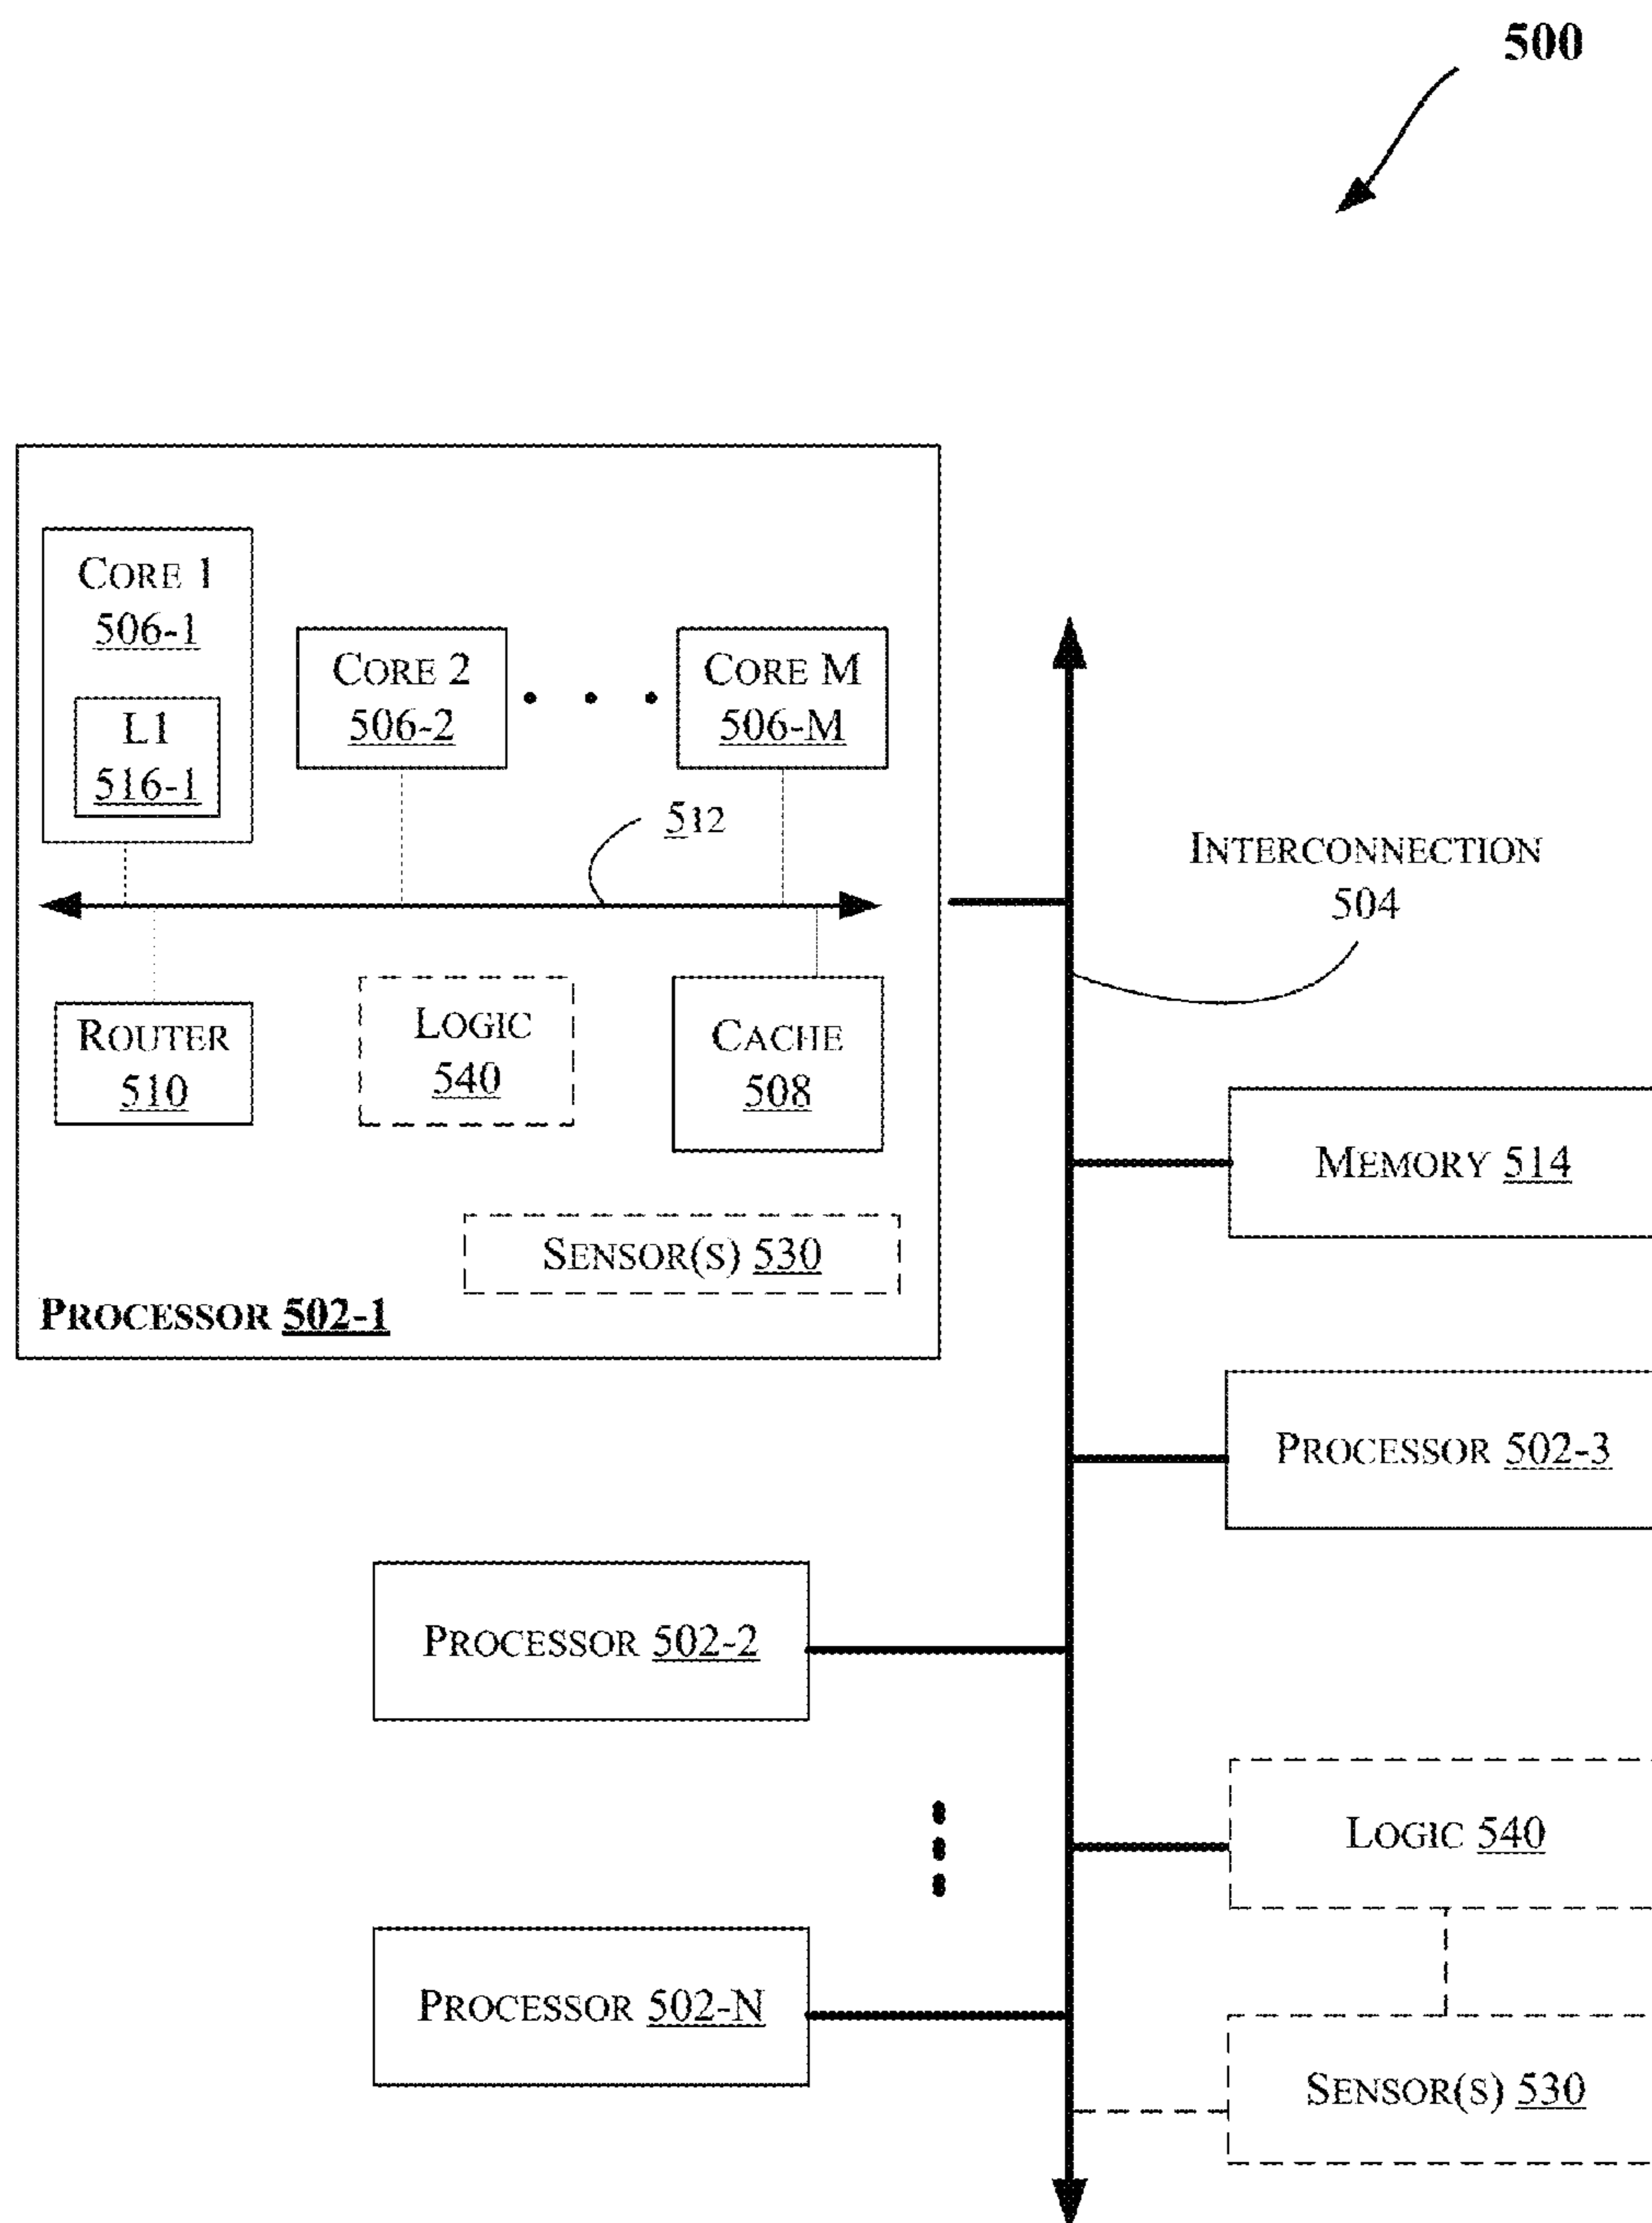 500
CORE 1
506-1
L1
516-1
CORE 2
506-2
CORE M
506-M
512
ROUTER
510
LOGIC
540
CACHE
508
SENSOR(S) 530
PROCESSOR 502-1
INTERCONNECTION
504
MEMORY 514
PROCESSOR 502-3
PROCESSOR 502-2
LOGIC 540
PROCESSOR 502-N
SENSOR(S) 530